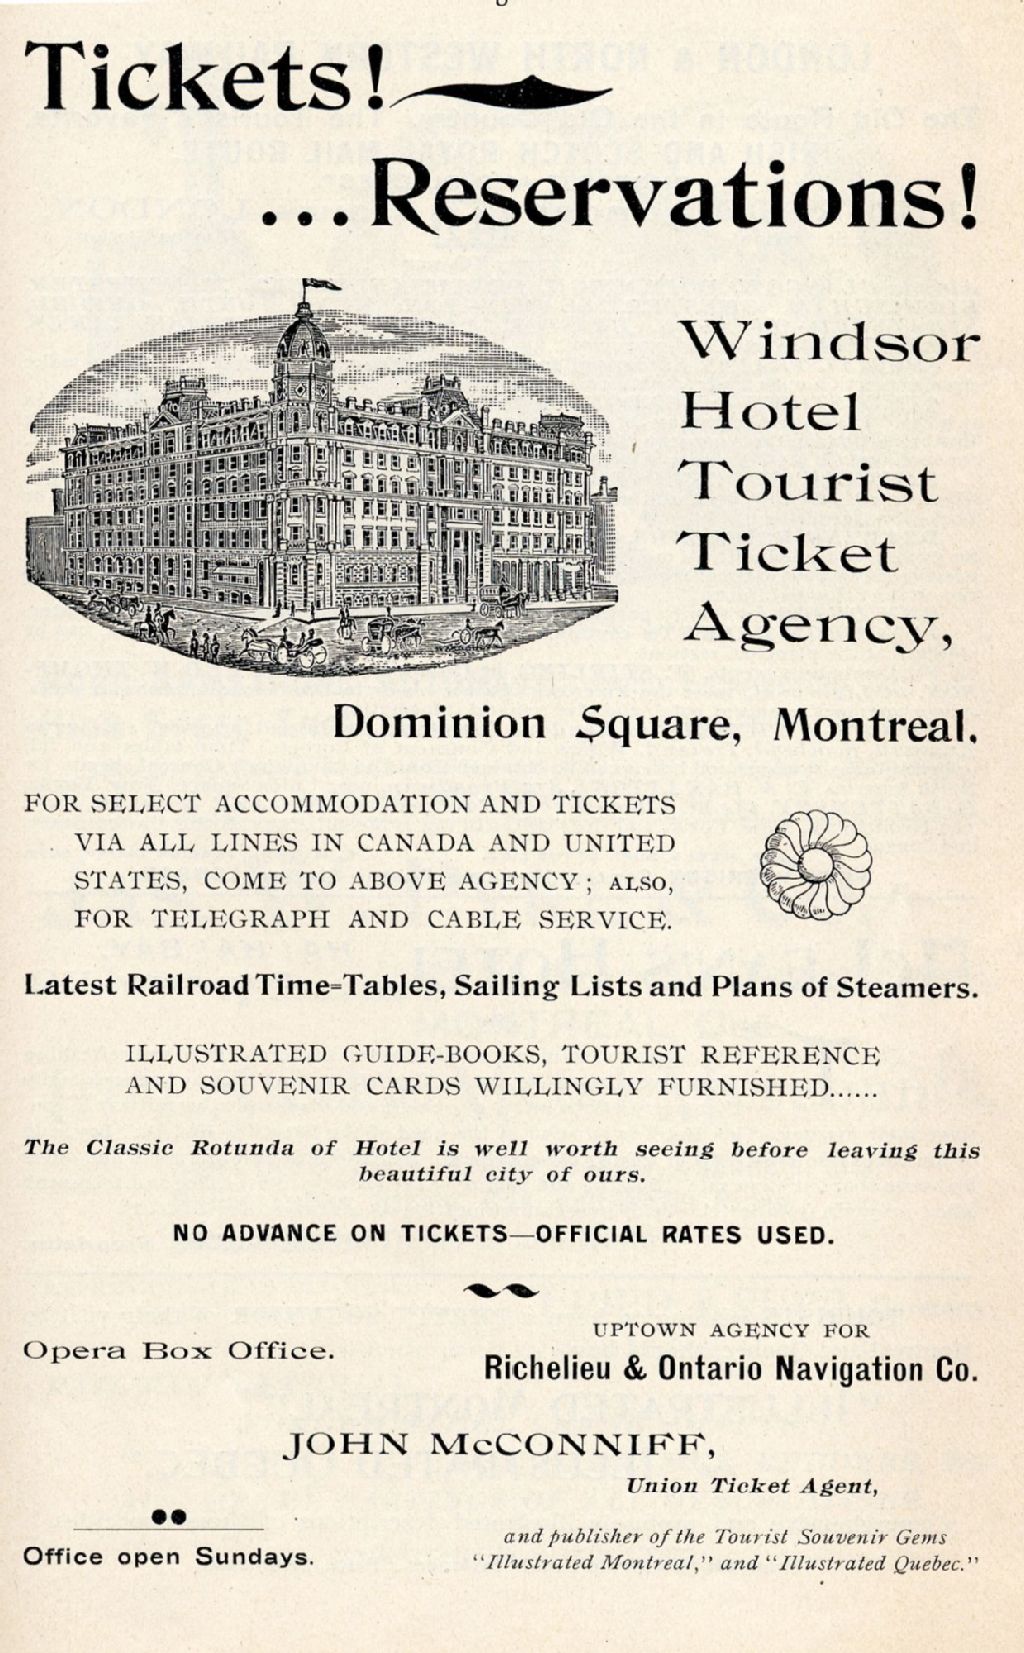 Tickets!
...Reservations!
Windsor
Hotel
Tourist
Ticket
Agency,
Dominion Square, Montreal.
FOR SELECT ACCOMMODATION AND TICKETS
VIA ALL LINES IN CANADA AND UNITED
STATES, COME TO ABOVE AGENCY; ALSO,
FOR TELEGRAPH AND CABLE SERVICE.
Latest Railroad Time=Tables, Sailing Lists and Plans of Steamers.
ILLUSTRATED GUIDE-BOOKS, TOURIST REFERENCE
AND SOUVENIR CARDS WILLINGLY FURNISHED......
The Classic Rotunda of Hotel is well worth seeing before leaving this
beautiful city of ours.
NO ADVANCE ON TICKETS—OFFICIAL RATES USED.
Opera Box Office.
UPTOWN AGENCY FOR
Richelieu & Ontario Navigation Co.
JOHN McCONNIFF,
Union Ticket Agent,
and publisher of the Tourist Souvenir Gems
"Illustrated Montreal," and "Illustrated Quebec."
Office open Sundays.